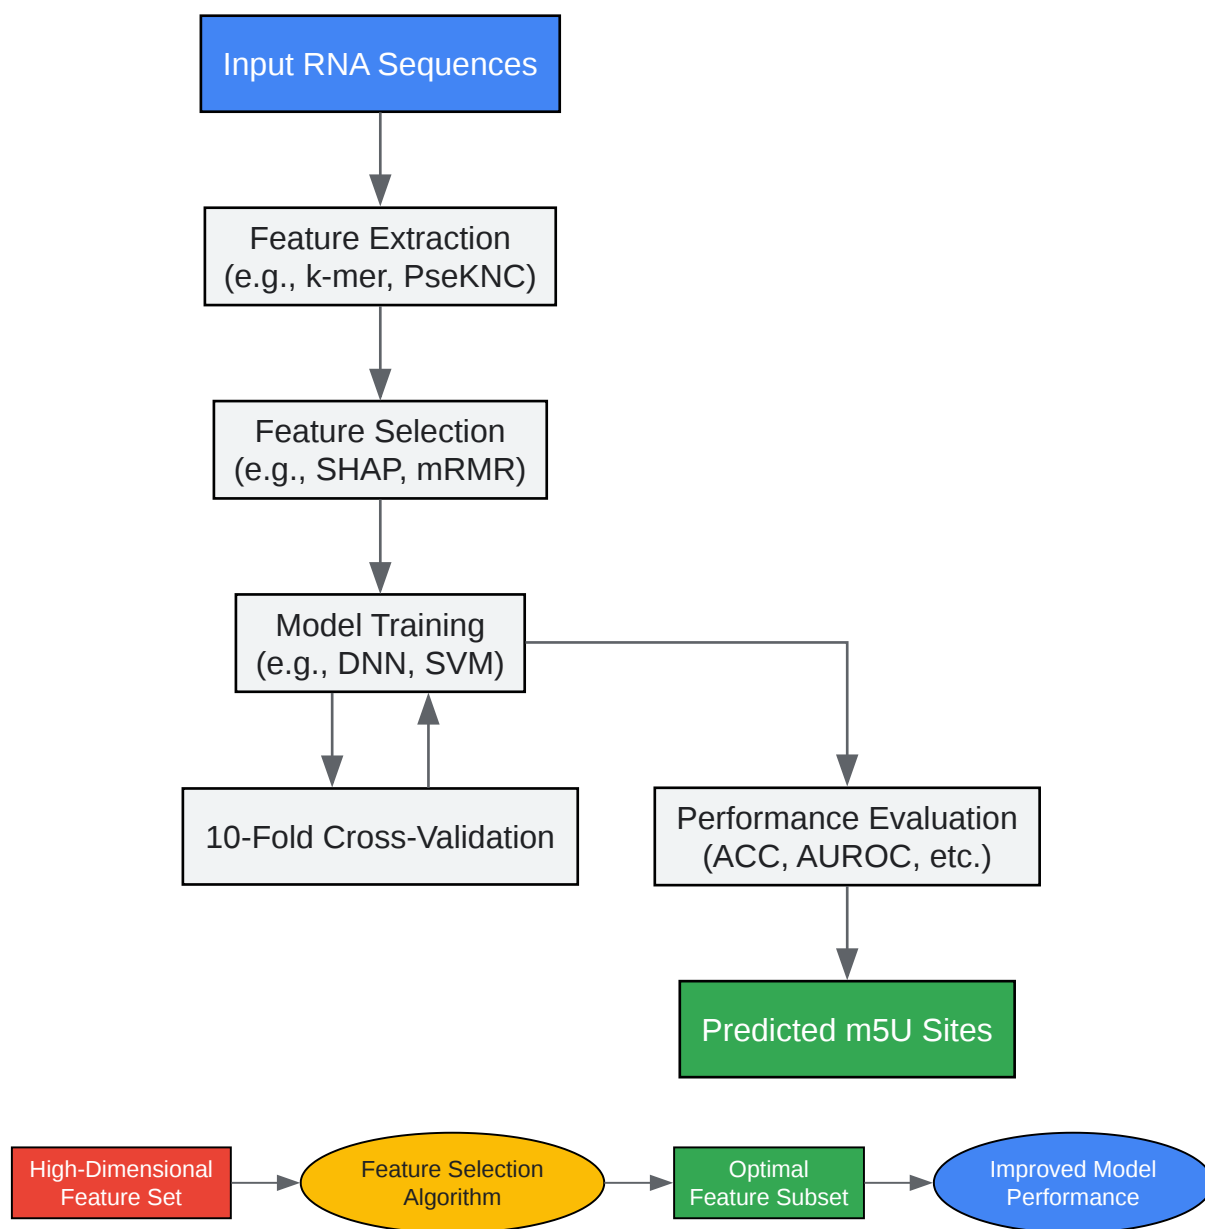 Input RNA Sequences
Feature Extraction
(e.g., k-mer, PseKNC)
Feature Selection
(e.g., SHAP, mRMR)
Model Training
(e.g., DNN, SVM)
10-Fold Cross-Validation
Performance Evaluation
(ACC, AUROC, etc.)
Predicted m5U Sites
High-Dimensional
Feature Set
Feature Selection
Algorithm
Optimal
Feature Subset
Improved Model
Performance